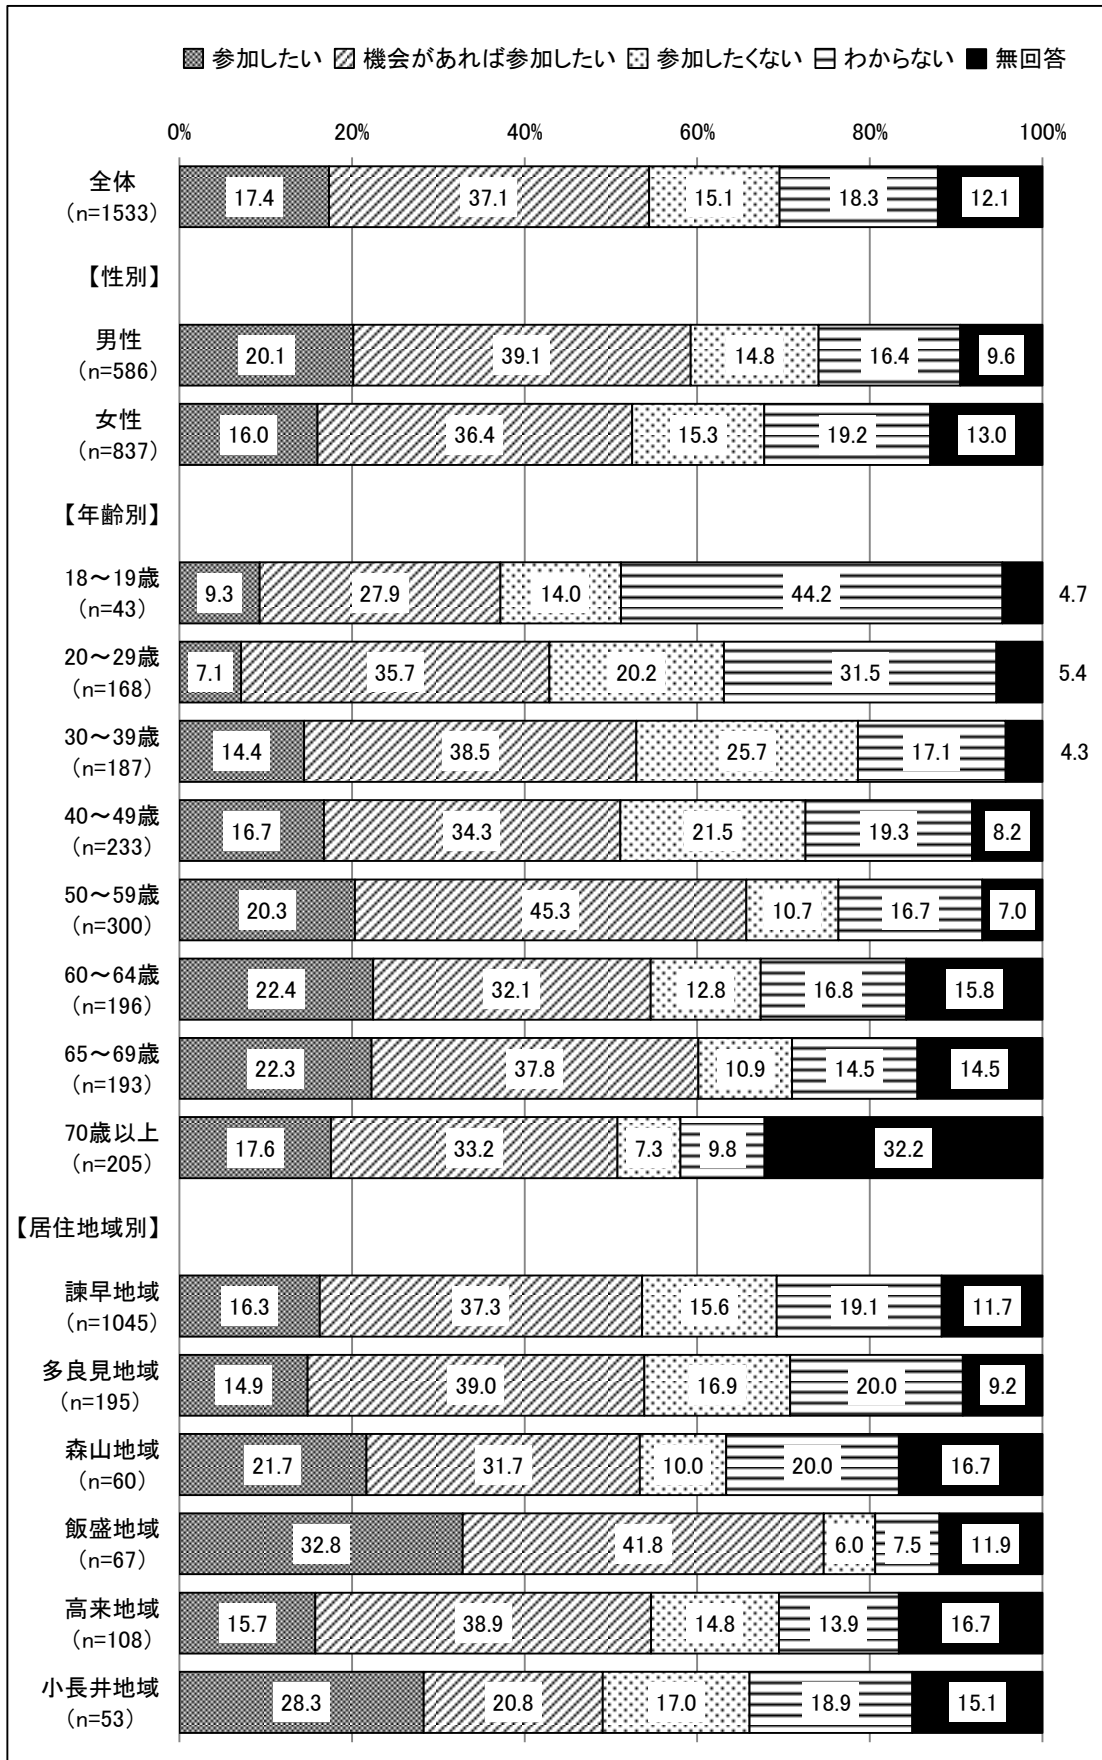 参加したい 機会があれば参加したい 参加したくない わからない 無回答
0% 20% 40% 60% 80% 100%
全体
（n=1533）
17.4 37.1 15.1 18.3 12.1
【性別】
男性
（n=586）
20.1 39.1 14.8 16.4 9.6
女性
（n=837）
16.0 36.4 15.3 19.2 13.0
【年齢別】
18～19歳
（n=43）
9.3 27.9 14.0 44.2 4.7
20～29歳
（n=168）
7.1 35.7 20.2 31.5 5.4
30～39歳
（n=187）
14.4 38.5 25.7 17.1 4.3
40～49歳
（n=233）
16.7 34.3 21.5 19.3 8.2
50～59歳
（n=300）
20.3 45.3 10.7 16.7 7.0
60～64歳
（n=196）
22.4 32.1 12.8 16.8 15.8
65～69歳
（n=193）
22.3 37.8 10.9 14.5 14.5
70歳以上
（n=205）
17.6 33.2 7.3 9.8 32.2
【居住地域別】
諫早地域
（n=1045）
16.3 37.3 15.6 19.1 11.7
多良見地域
（n=195）
14.9 39.0 16.9 20.0 9.2
森山地域
（n=60）
21.7 31.7 10.0 20.0 16.7
飯盛地域
（n=67）
32.8 41.8 6.0 7.5 11.9
高来地域
（n=108）
15.7 38.9 14.8 13.9 16.7
小長井地域
（n=53）
28.3 20.8 17.0 18.9 15.1